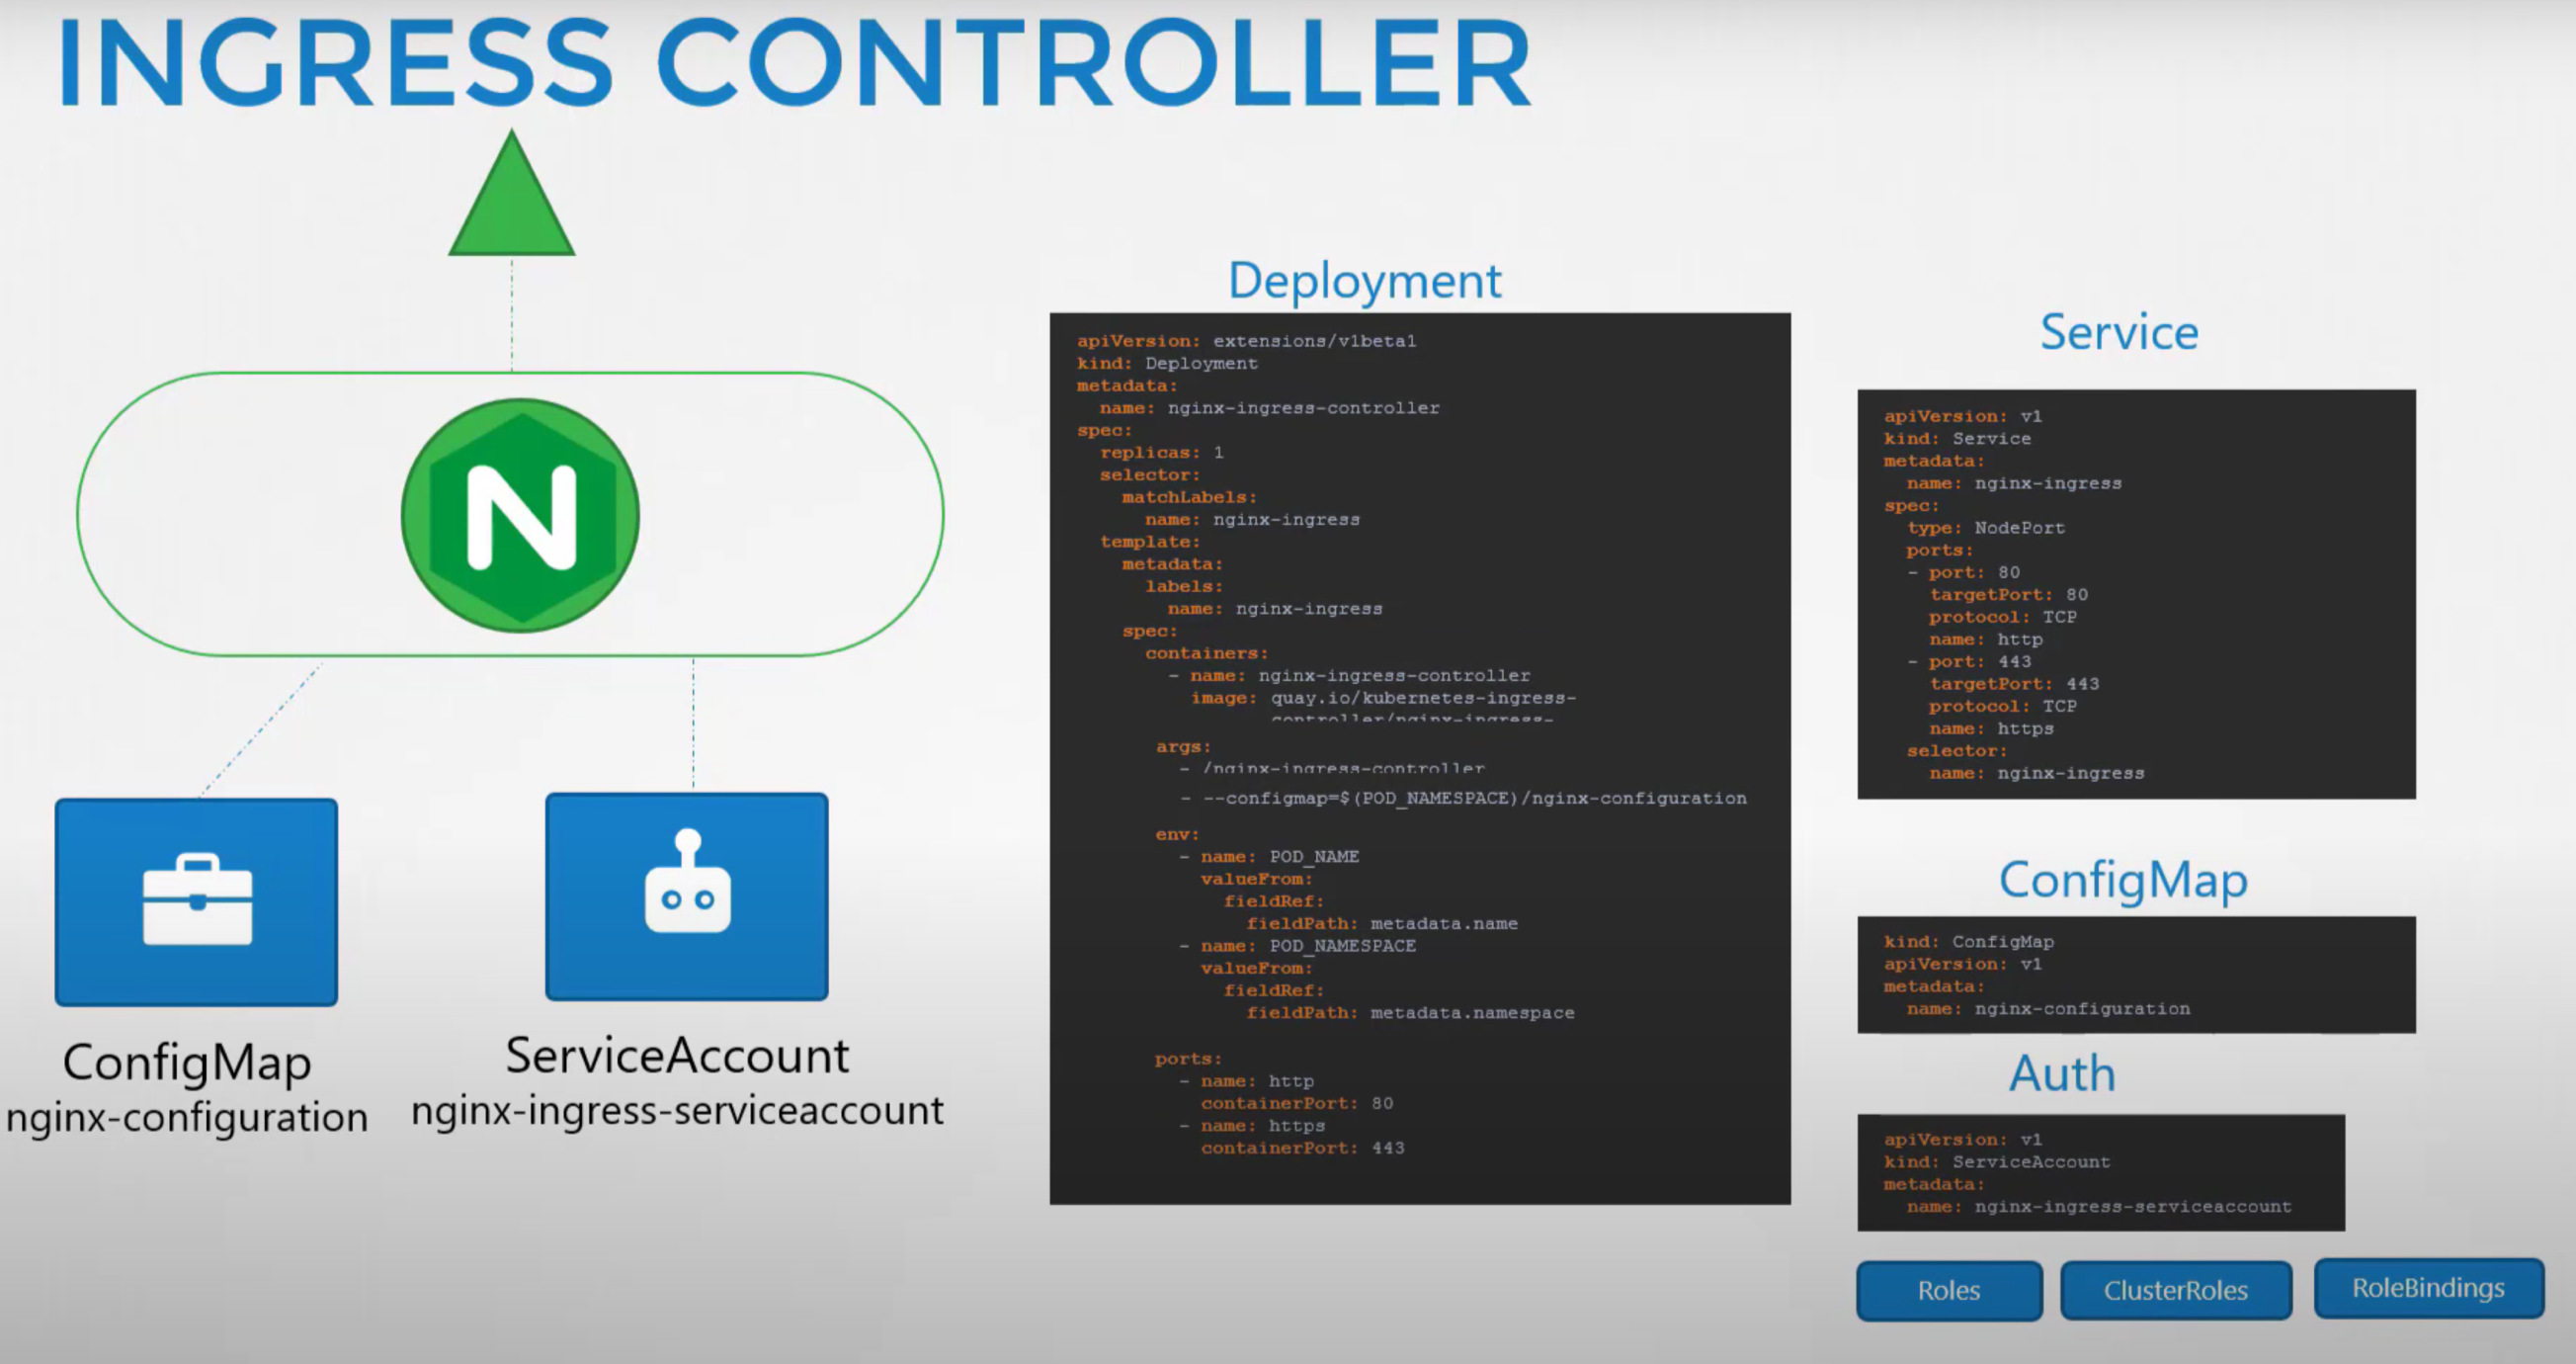 INGRESS CONTROLLER
N
ConfigMap
nginx-configuration
ServiceAccount
nginx-ingress-serviceaccount
Deployment
apiVersion: extensions/v1beta1
kind: Deployment
metadata:
  name: nginx-ingress-controller
spec:
  replicas: 1
  selector:
    matchLabels:
      name: nginx-ingress
  template:
    metadata:
      labels:
        name: nginx-ingress
    spec:
      containers:
        - name: nginx-ingress-controller
          image: quay.io/kubernetes-ingress-
                 controller/nginx-ingress-
      args:
        - /nginx-ingress-controller
        - --configmap=$(POD_NAMESPACE)/nginx-configuration
      env:
        - name: POD_NAME
          valueFrom:
            fieldRef:
              fieldPath: metadata.name
        - name: POD_NAMESPACE
          valueFrom:
            fieldRef:
              fieldPath: metadata.namespace
      ports:
        - name: http
          containerPort: 80
        - name: https
          containerPort: 443
Service
apiVersion: v1
kind: Service
metadata:
  name: nginx-ingress
spec:
  type: NodePort
  ports:
  - port: 80
    targetPort: 80
    protocol: TCP
    name: http
  - port: 443
    targetPort: 443
    protocol: TCP
    name: https
  selector:
    name: nginx-ingress
ConfigMap
kind: ConfigMap
apiVersion: v1
metadata:
  name: nginx-configuration
Auth
apiVersion: v1
kind: ServiceAccount
metadata:
  name: nginx-ingress-serviceaccount
Roles
ClusterRoles
RoleBindings